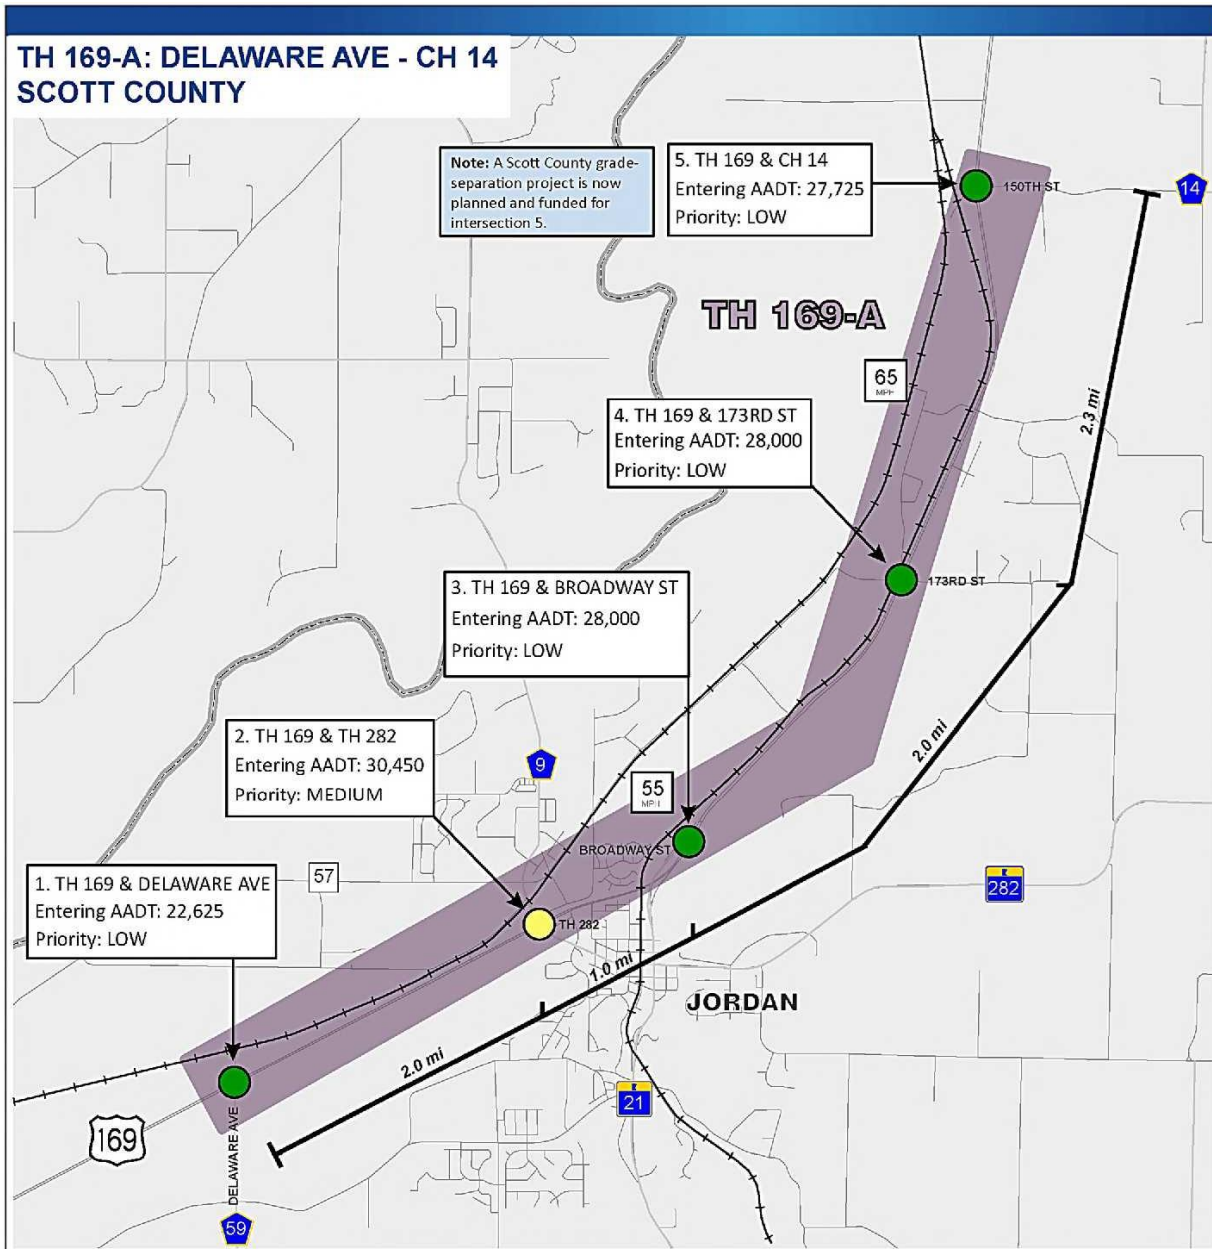 TH 169-A: DELAWARE AVE - CH 14
SCOTT COUNTY
Note: A Scott County grade-
separation project is now
planned and funded for
intersection 5.
5. TH 169 & CH 14
Entering AADT: 27,725
Priority: LOW
150TH ST
14
TH 169-A
65
MPH
2.3 mi
4. TH 169 & 173RD ST
Entering AADT: 28,000
Priority: LOW
173RD ST
3. TH 169 & BROADWAY ST
Entering AADT: 28,000
Priority: LOW
2. TH 169 & TH 282
Entering AADT: 30,450
Priority: MEDIUM
9
55
MPH
2.0 mi
BROADWAY ST
57
282
1. TH 169 & DELAWARE AVE
Entering AADT: 22,625
Priority: LOW
TH 282
1.0 mi
JORDAN
2.0 mi
21
169
DELAWARE AVE
59